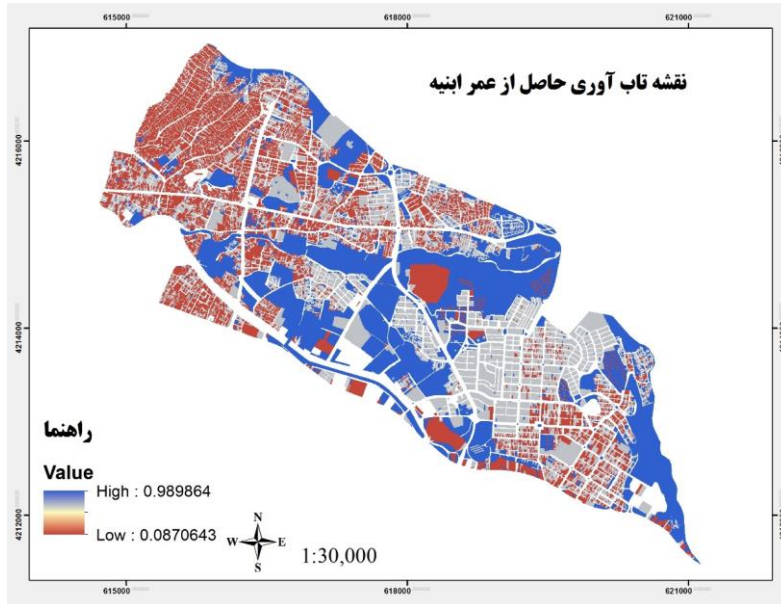 615000 618000 621000
نقشه تاب آوری حاصل از عمر ابنیه
4216000
4214000
راهنما
Value
High : 0.989864
Low : 0.0870643
N
W E
S
1:30,000
4212000
615000 618000 621000